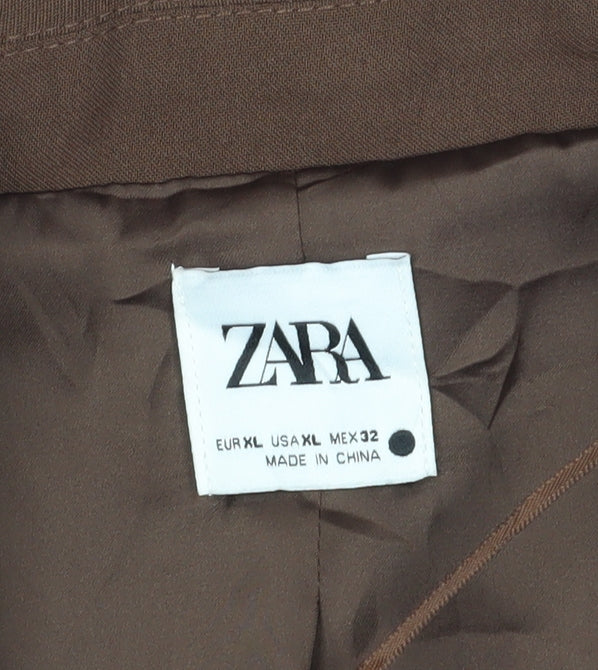 ZARA
EUR XL USA XL MEX 32
MADE IN CHINA